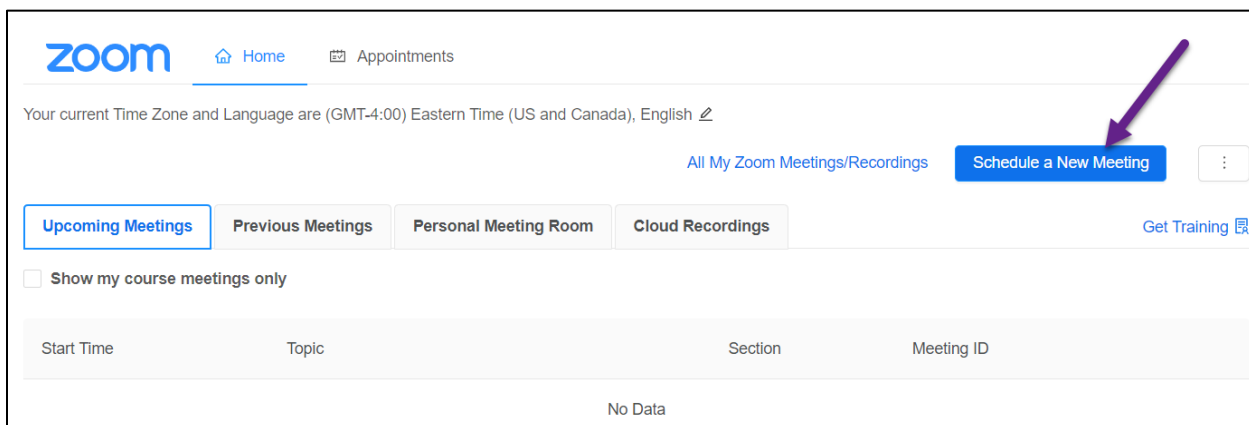 zoom Home Appointments
Your current Time Zone and Language are (GMT-4:00) Eastern Time (US and Canada), English
All My Zoom Meetings/Recordings Schedule a New Meeting
Upcoming Meetings Previous Meetings Personal Meeting Room Cloud Recordings Get Training
Show my course meetings only
Start Time Topic Section Meeting ID
No Data